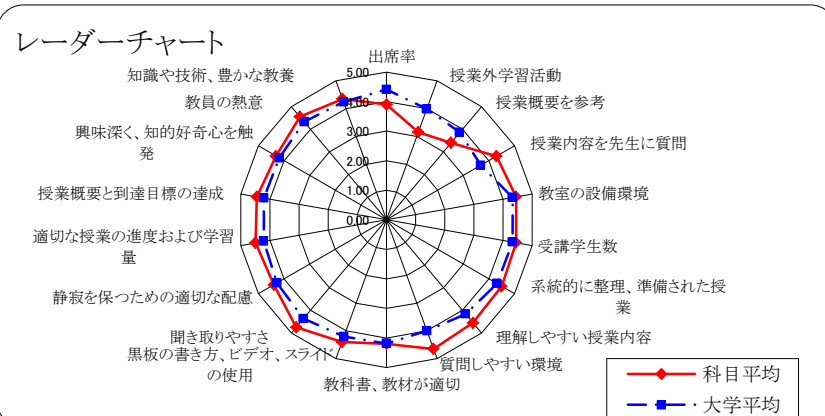 レーダーチャート
出席率
授業外学習活動
授業概要を参考
授業内容を先生に質問
教室の設備環境
受講学生数
系統的に整理、準備された授
業
理解しやすい授業内容
質問しやすい環境
教科書、教材が適切
黒板の書き方、ビデオ、スライド
の使用
聞き取りやすさ
静寂を保つための適切な配慮
適切な授業の進度および学習
量
授業概要と到達目標の達成
興味深く、知的好奇心を触
発
教員の熱意
知識や技術、豊かな教養
5.00
4.00
3.00
2.00
1.00
0.00
科目平均
大学平均